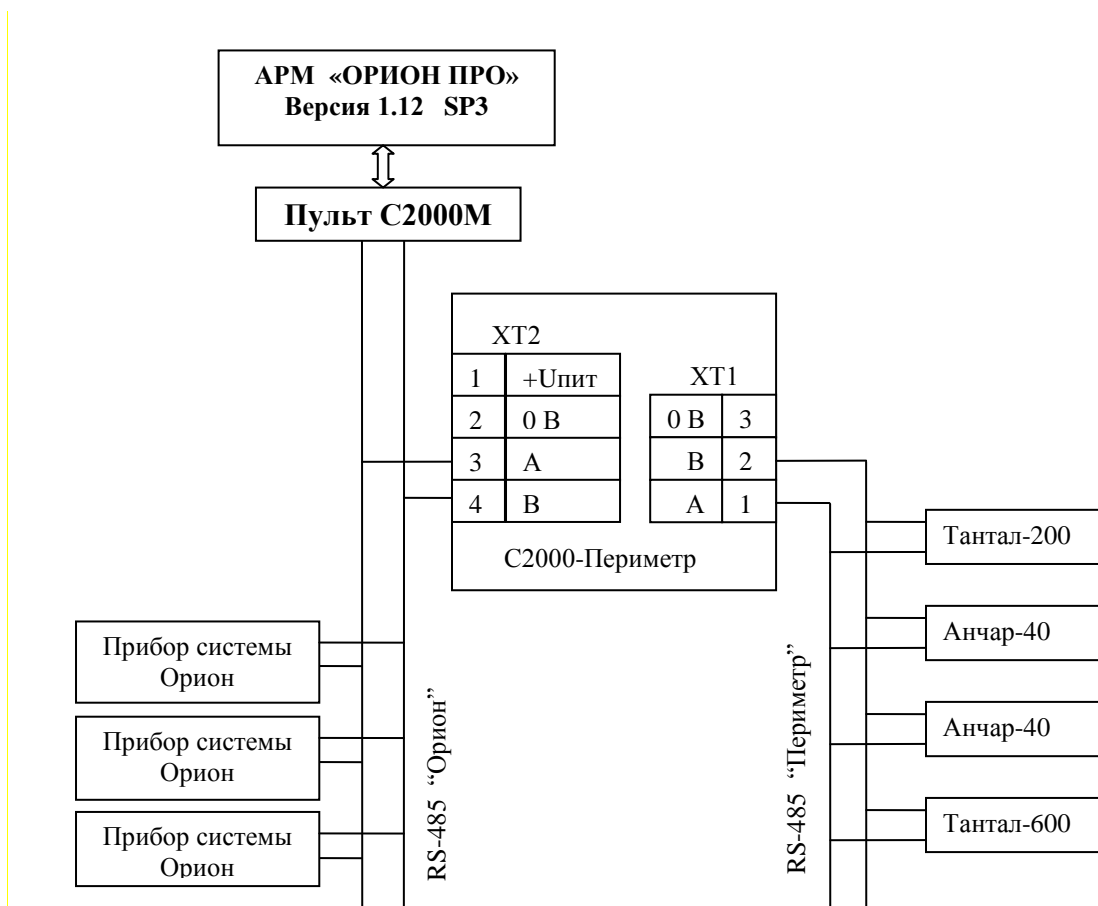 АРМ «ОРИОН ПРО»
Версия 1.12 SP3
Пульт С2000М
XT2
1 +Uпит
2 0 В
3 А
4 В
XT1
0 В 3
В 2
А 1
С2000-Периметр
Тантал-200
Анчар-40
Анчар-40
Тантал-600
Прибор системы
Орион
Прибор системы
Орион
Прибор системы
Орион
RS-485 “Орион”
RS-485 “Периметр”